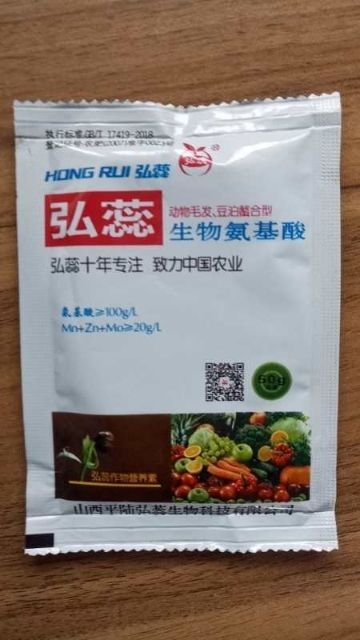 执行标准:GB/T 17419-2018
HONG RUI 弘蕊
弘蕊
动物毛发、豆泊螯合型
生物氨基酸
弘蕊十年专注 致力中国农业
氨基酸≥100g/L
Mn+Zn+Mo≥20g/L
60g
弘蕊作物营养素
山西平陆弘蕊生物科技有限公司